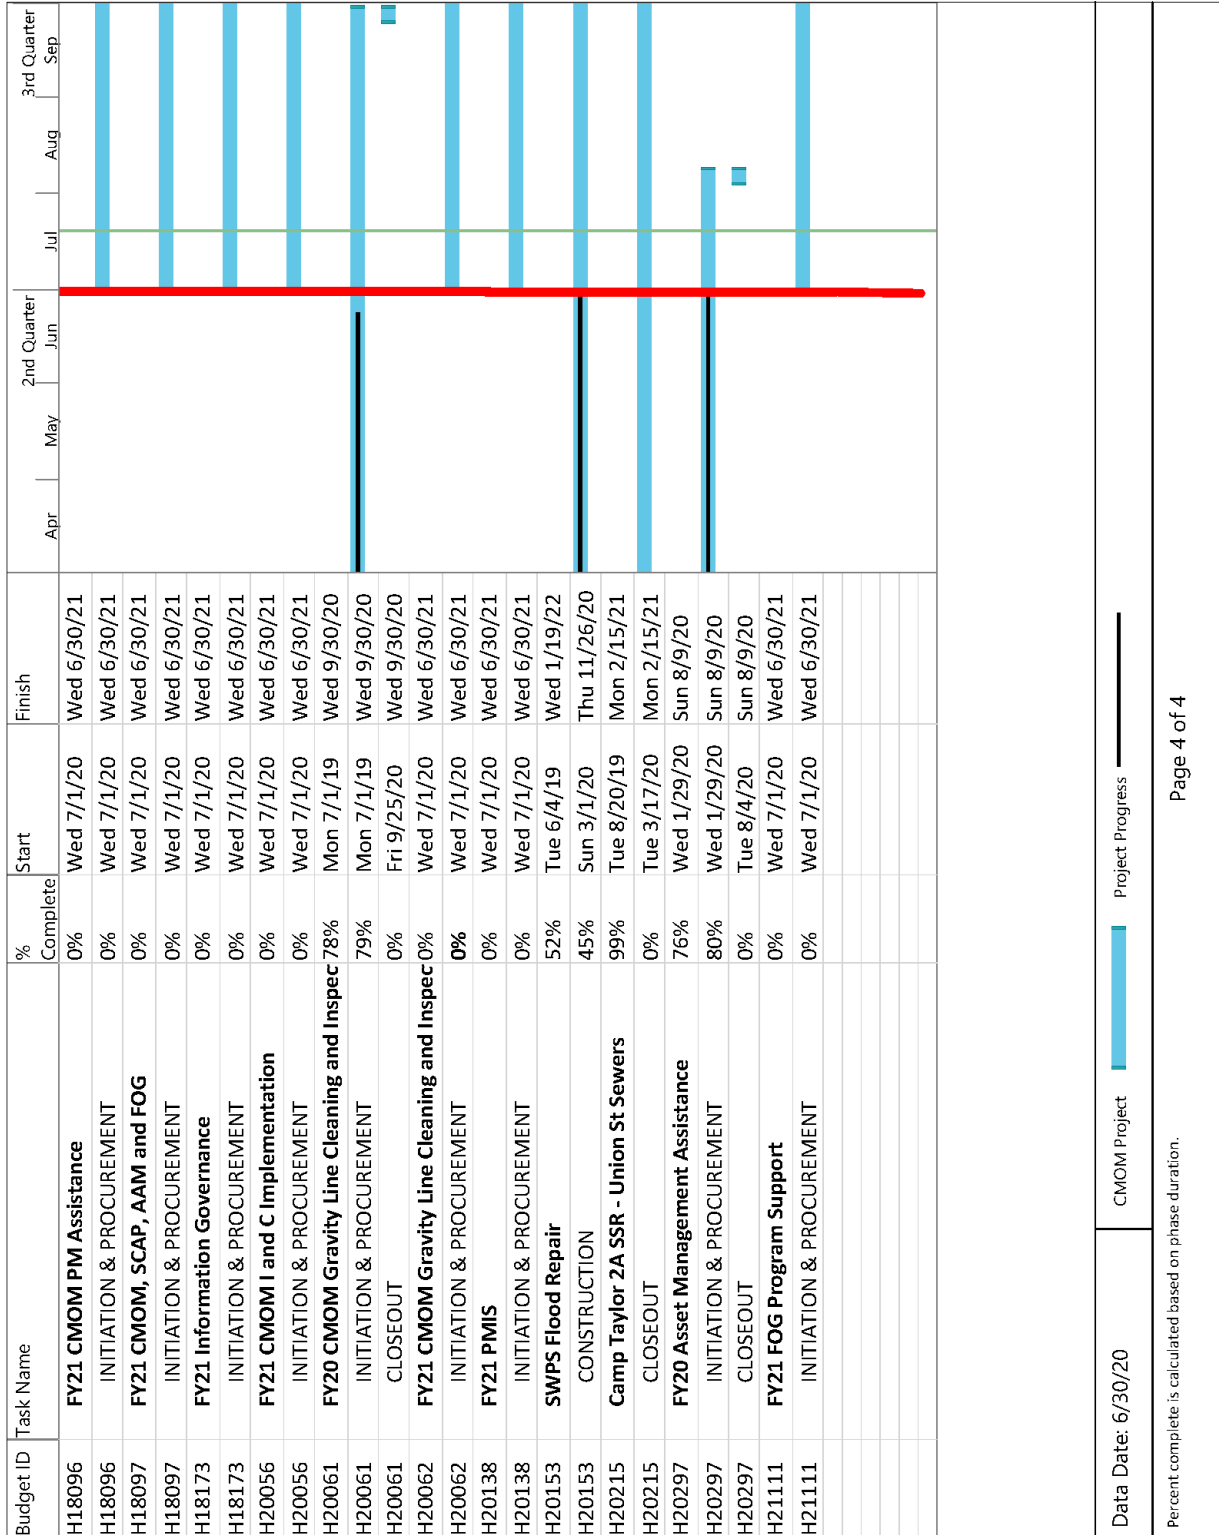 Budget ID Task Name % Complete Start Finish 2nd Quarter 3rd Quarter
Apr May Jun Jul Aug Sep
H18096 FY21 CMOM PM Assistance 0% Wed 7/1/20 Wed 6/30/21
H18096 INITIATION & PROCUREMENT 0% Wed 7/1/20 Wed 6/30/21
H18097 FY21 CMOM, SCAP, AAM and FOG 0% Wed 7/1/20 Wed 6/30/21
H18097 INITIATION & PROCUREMENT 0% Wed 7/1/20 Wed 6/30/21
H18173 FY21 Information Governance 0% Wed 7/1/20 Wed 6/30/21
H18173 INITIATION & PROCUREMENT 0% Wed 7/1/20 Wed 6/30/21
H20056 FY21 CMOM I and C Implementation 0% Wed 7/1/20 Wed 6/30/21
H20056 INITIATION & PROCUREMENT 0% Wed 7/1/20 Wed 6/30/21
H20061 FY20 CMOM Gravity Line Cleaning and Inspec 78% Mon 7/1/19 Wed 9/30/20
H20061 INITIATION & PROCUREMENT 79% Mon 7/1/19 Wed 9/30/20
H20061 CLOSEOUT 0% Fri 9/25/20 Wed 9/30/20
H20062 FY21 CMOM Gravity Line Cleaning and Inspec 0% Wed 7/1/20 Wed 6/30/21
H20062 INITIATION & PROCUREMENT 0% Wed 7/1/20 Wed 6/30/21
H20138 FY21 PMIS 0% Wed 7/1/20 Wed 6/30/21
H20138 INITIATION & PROCUREMENT 0% Wed 7/1/20 Wed 6/30/21
H20153 SWPS Flood Repair 52% Tue 6/4/19 Wed 1/19/22
H20153 CONSTRUCTION 45% Sun 3/1/20 Thu 11/26/20
H20215 Camp Taylor 2A SSR - Union St Sewers 99% Tue 8/20/19 Mon 2/15/21
H20215 CLOSEOUT 0% Tue 3/17/20 Mon 2/15/21
H20297 FY20 Asset Management Assistance 76% Wed 1/29/20 Sun 8/9/20
H20297 INITIATION & PROCUREMENT 80% Wed 1/29/20 Sun 8/9/20
H20297 CLOSEOUT 0% Tue 8/4/20 Sun 8/9/20
H21111 FY21 FOG Program Support 0% Wed 7/1/20 Wed 6/30/21
H21111 INITIATION & PROCUREMENT 0% Wed 7/1/20 Wed 6/30/21
Data Date: 6/30/20 CMOM Project Project Progress
Percent complete is calculated based on phase duration.
Page 4 of 4